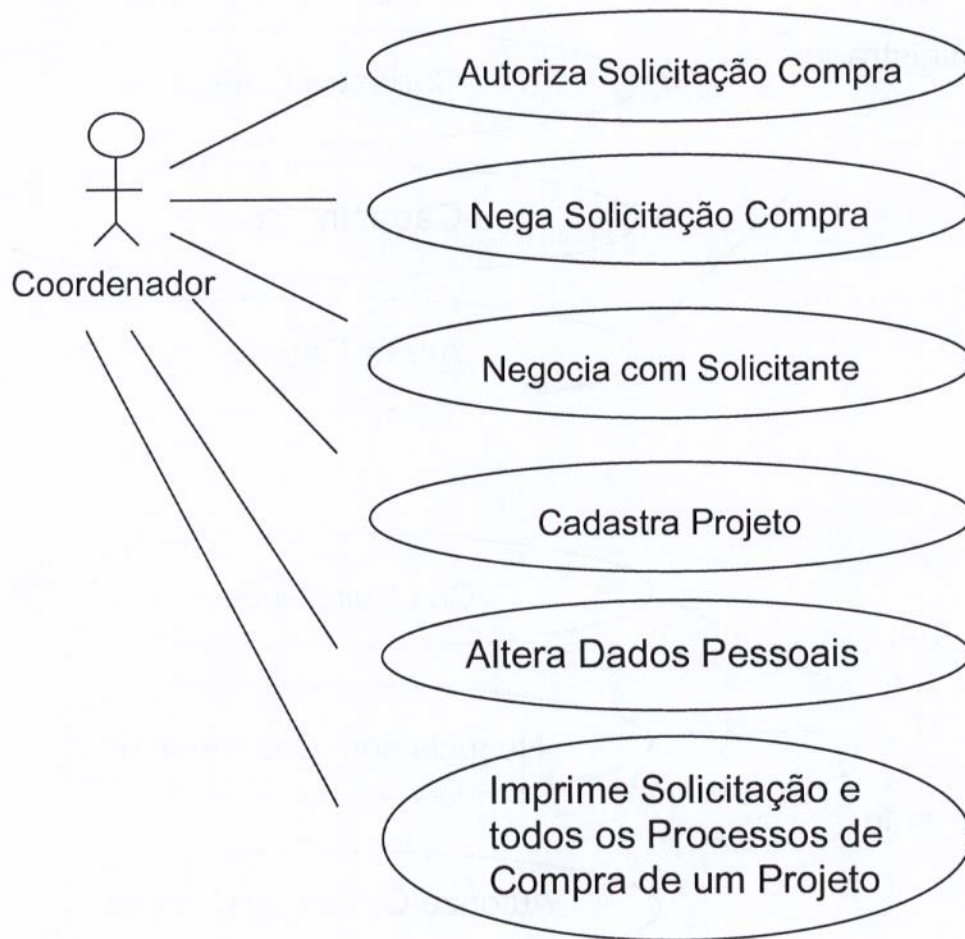 Autoriza Solicitação Compra
Nega Solicitação Compra
Coordenador
Negocia com Solicitante
Cadastra Projeto
Altera Dados Pessoais
Imprime Solicitação e
todos os Processos de
Compra de um Projeto